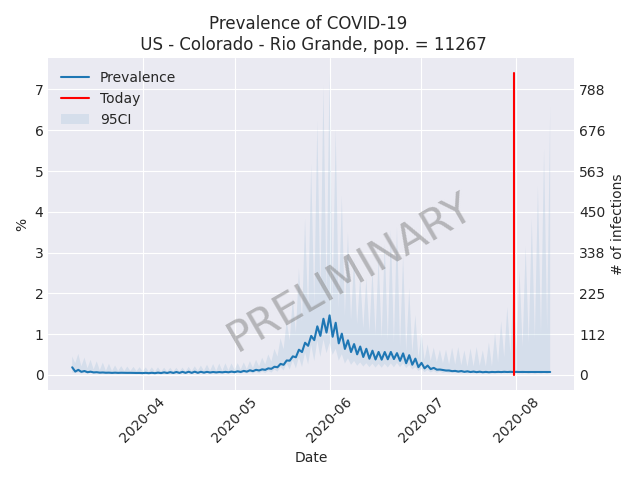 Prevalence of COVID-19
US - Colorado - Rio Grande, pop. = 11267
Prevalence
Today
95CI
PRELIMINARY
%
7
6
5
4
3
2
1
0
788
676
563
450
338
225
112
0
# of infections
2020-04
2020-05
2020-06
2020-07
2020-08
Date